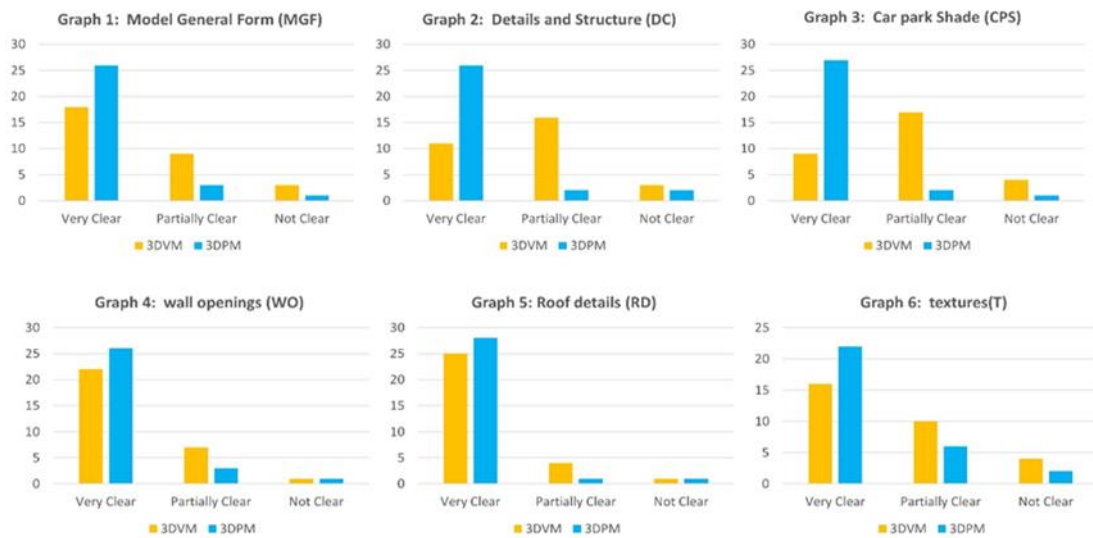 Graph 1: Model General Form (MGF)
30
25
20
15
10
5
0
Very Clear Partially Clear Not Clear
3DVM 3DPM
Graph 2: Details and Structure (DC)
30
25
20
15
10
5
0
Very Clear Partially Clear Not Clear
3DVM 3DPM
Graph 3: Car park Shade (CPS)
30
25
20
15
10
5
0
Very Clear Partially Clear Not Clear
3DVM 3DPM
Graph 4: wall openings (WO)
30
25
20
15
10
5
0
Very Clear Partially Clear Not Clear
3DVM 3DPM
Graph 5: Roof details (RD)
30
25
20
15
10
5
0
Very Clear Partially Clear Not Clear
3DVM 3DPM
Graph 6: textures(T)
25
20
15
10
5
0
Very Clear Partially Clear Not Clear
3DVM 3DPM